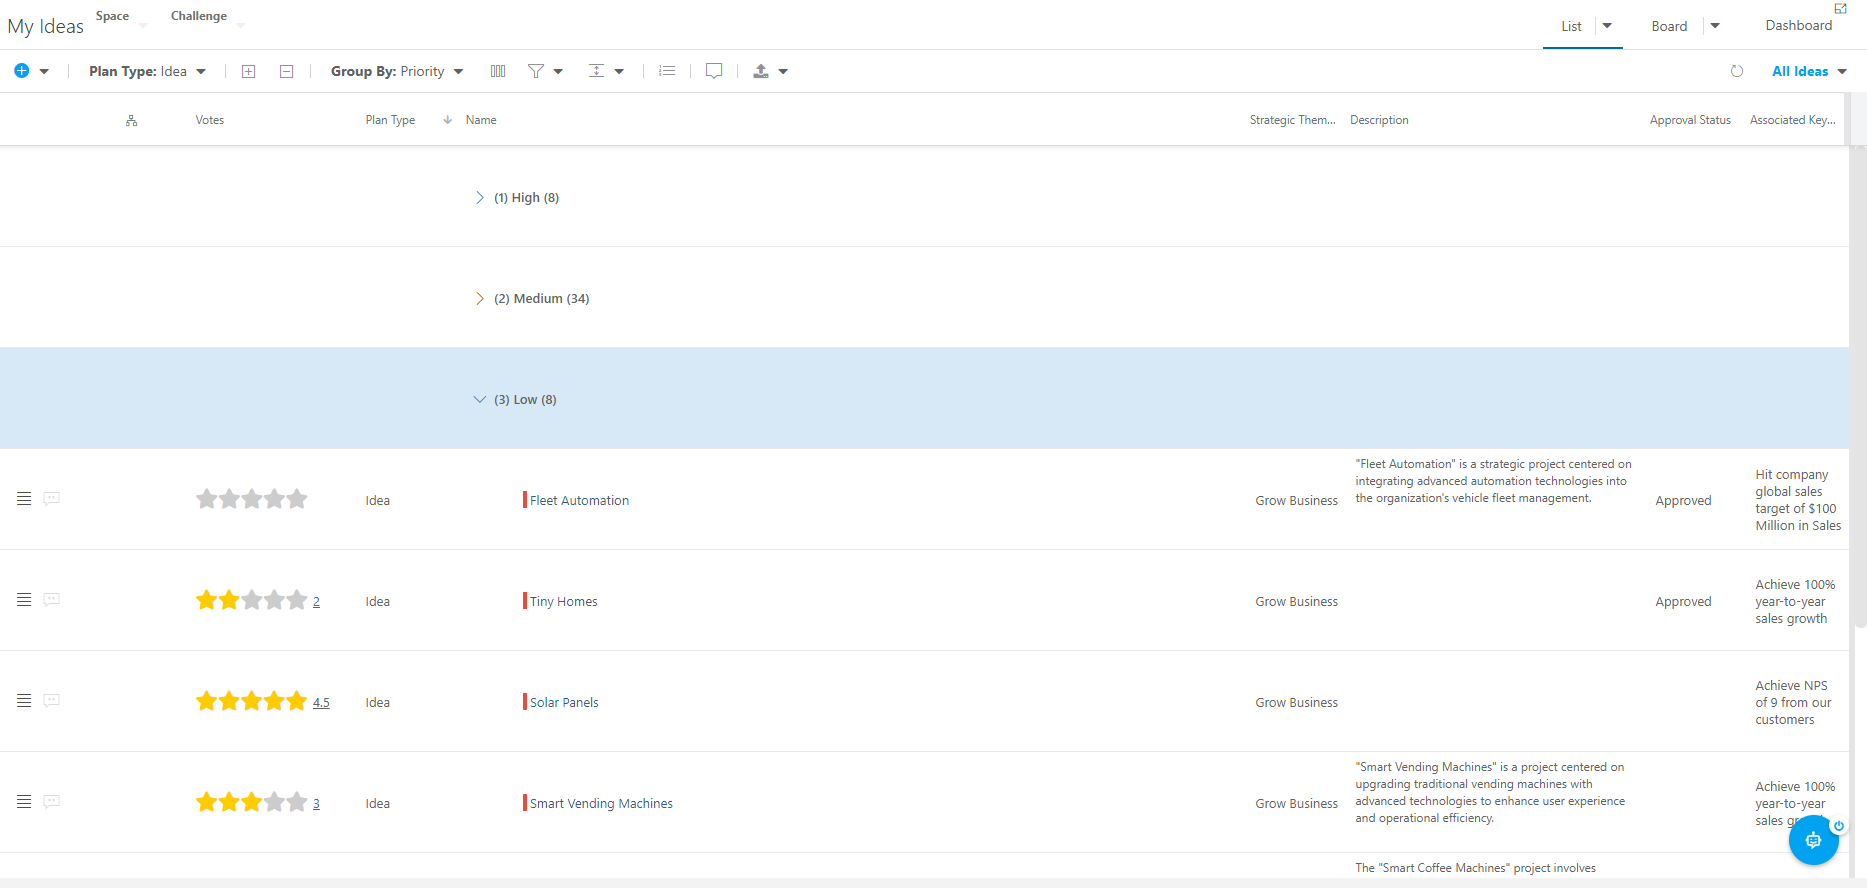 My Ideas
Space
Challenge
List
Board
Dashboard
Plan Type: Idea
Group By: Priority
All Ideas
Votes
Plan Type
Name
Strategic Them...
Description
Approval Status
Associated Key...
(1) High (8)
(2) Medium (34)
(3) Low (8)
Idea
Fleet Automation
Grow Business
"Fleet Automation" is a strategic project centered on
integrating advanced automation technologies into
the organization's vehicle fleet management.
Approved
Hit company
global sales
target of $100
Million in Sales
2
Idea
Tiny Homes
Grow Business
Approved
Achieve 100%
year-to-year
sales growth
4.5
Idea
Solar Panels
Grow Business
Achieve NPS
of 9 from our
customers
3
Idea
Smart Vending Machines
Grow Business
"Smart Vending Machines" is a project centered on
upgrading traditional vending machines with
advanced technologies to enhance user experience
and operational efficiency.
Achieve 100%
year-to-year
sales
The "Smart Coffee Machines" project involves